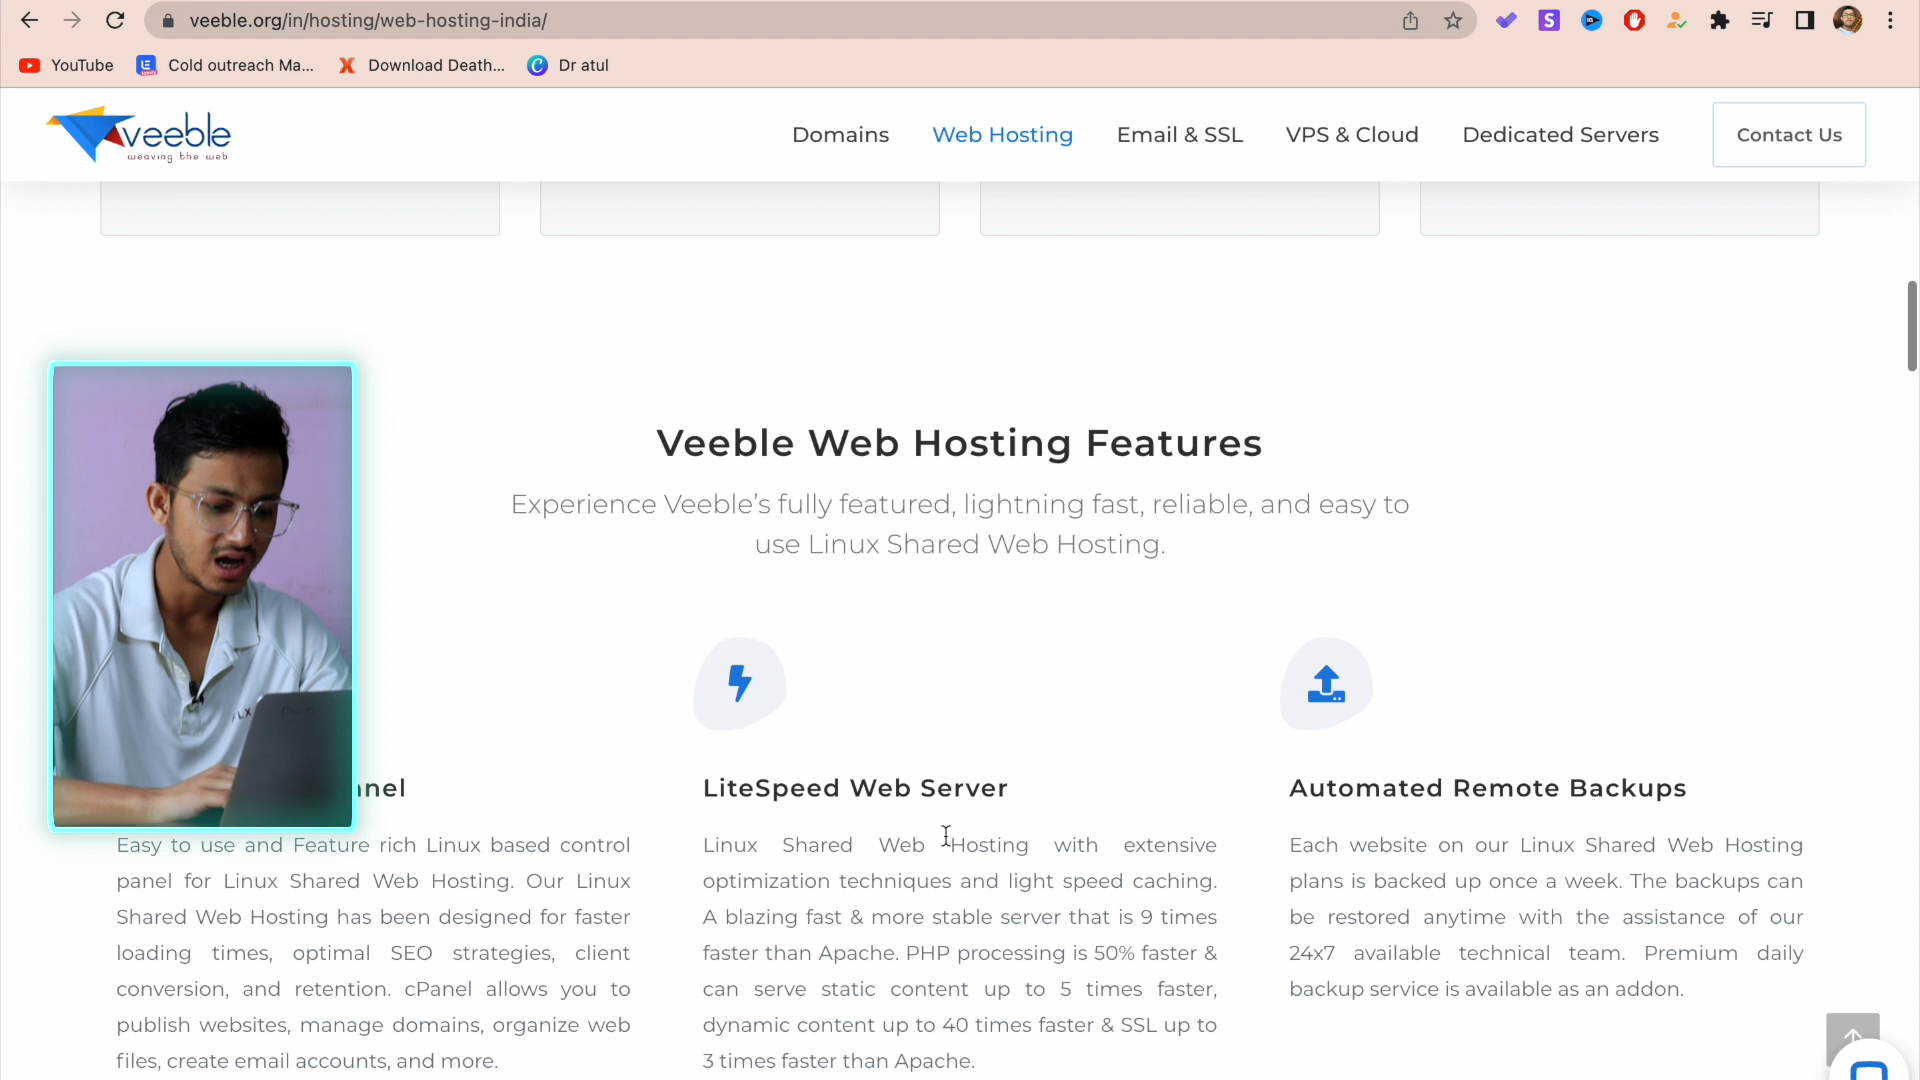 veeble.org/in/hosting/web-hosting-india/
YouTube
Cold outreach Ma...
Download Death...
Dr atul
veeble
weaving the web
Domains
Web Hosting
Email & SSL
VPS & Cloud
Dedicated Servers
Contact Us
Veeble Web Hosting Features
Experience Veeble’s fully featured, lightning fast, reliable, and easy to
use Linux Shared Web Hosting.
Easy to use and Feature rich Linux based control
panel for Linux Shared Web Hosting. Our Linux
Shared Web Hosting has been designed for faster
loading times, optimal SEO strategies, client
conversion, and retention. cPanel allows you to
publish websites, manage domains, organize web
files, create email accounts, and more.
LiteSpeed Web Server
Linux Shared Web Hosting with extensive
optimization techniques and light speed caching.
A blazing fast & more stable server that is 9 times
faster than Apache. PHP processing is 50% faster &
can serve static content up to 5 times faster,
dynamic content up to 40 times faster & SSL up to
3 times faster than Apache.
Automated Remote Backups
Each website on our Linux Shared Web Hosting
plans is backed up once a week. The backups can
be restored anytime with the assistance of our
24x7 available technical team. Premium daily
backup service is available as an addon.